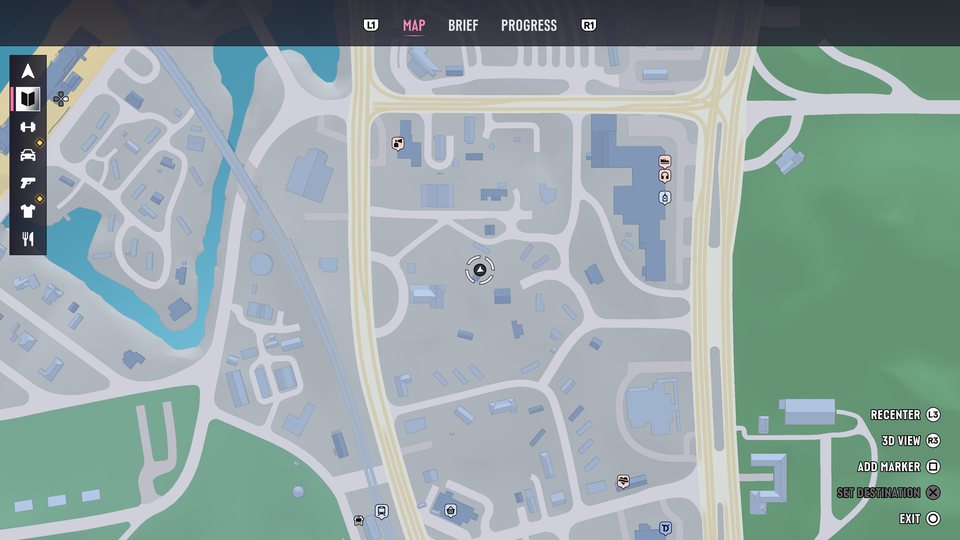 L1 MAP BRIEF PROGRESS R1
RECENTER L3
3D VIEW R3
ADD MARKER
SET DESTINATION
EXIT
D